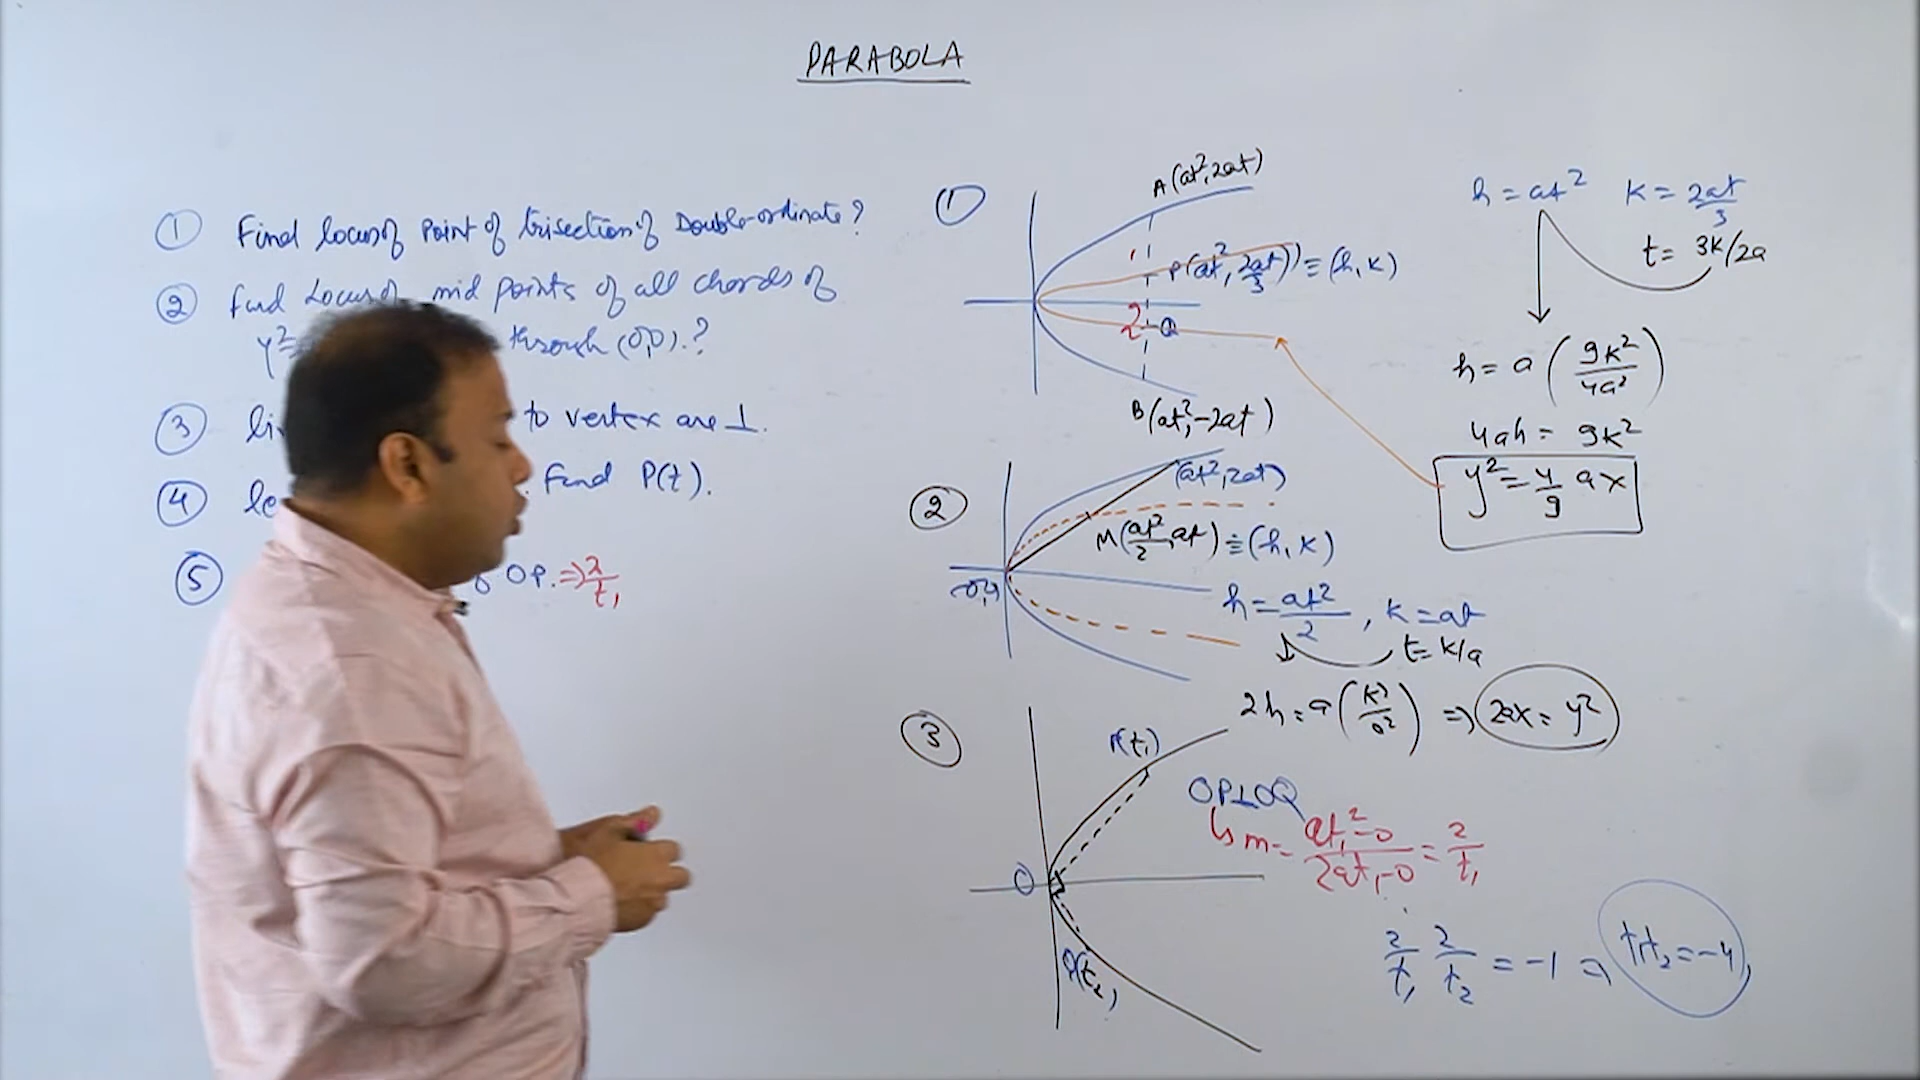 PARABOLA
① Find locus of Point of trisection of Double-ordinate?
② Find Locus of mid points of all chords of
y²= through (0,0).?
③ to vertex are ⊥.
④ Find P(t).
⑤ OP. ⇒ 2/t₁
①
A(at², 2at)
P(at², 2at/3) ≡ (h, k)
1
2
Q
B(at², -2at)
h = at² k = 2at/3
t = 3k/2a
h = a (9k²/4a²)
4ah = 9k²
y² = 4/9 ax
②
(at², 2at)
M(at²/2, at) ≡ (h, k)
h = at²/2 , k = at
t = k/a
2h = a (k²/a²) ⇒ 2ax = y²
③
P(t₁)
OP⊥OQ
m = at₁²-0/2at₁-0 = 2/t₁
O
Q(t₂)
2/t₁ 2/t₂ = -1 ⇒ t₁t₂ = -4